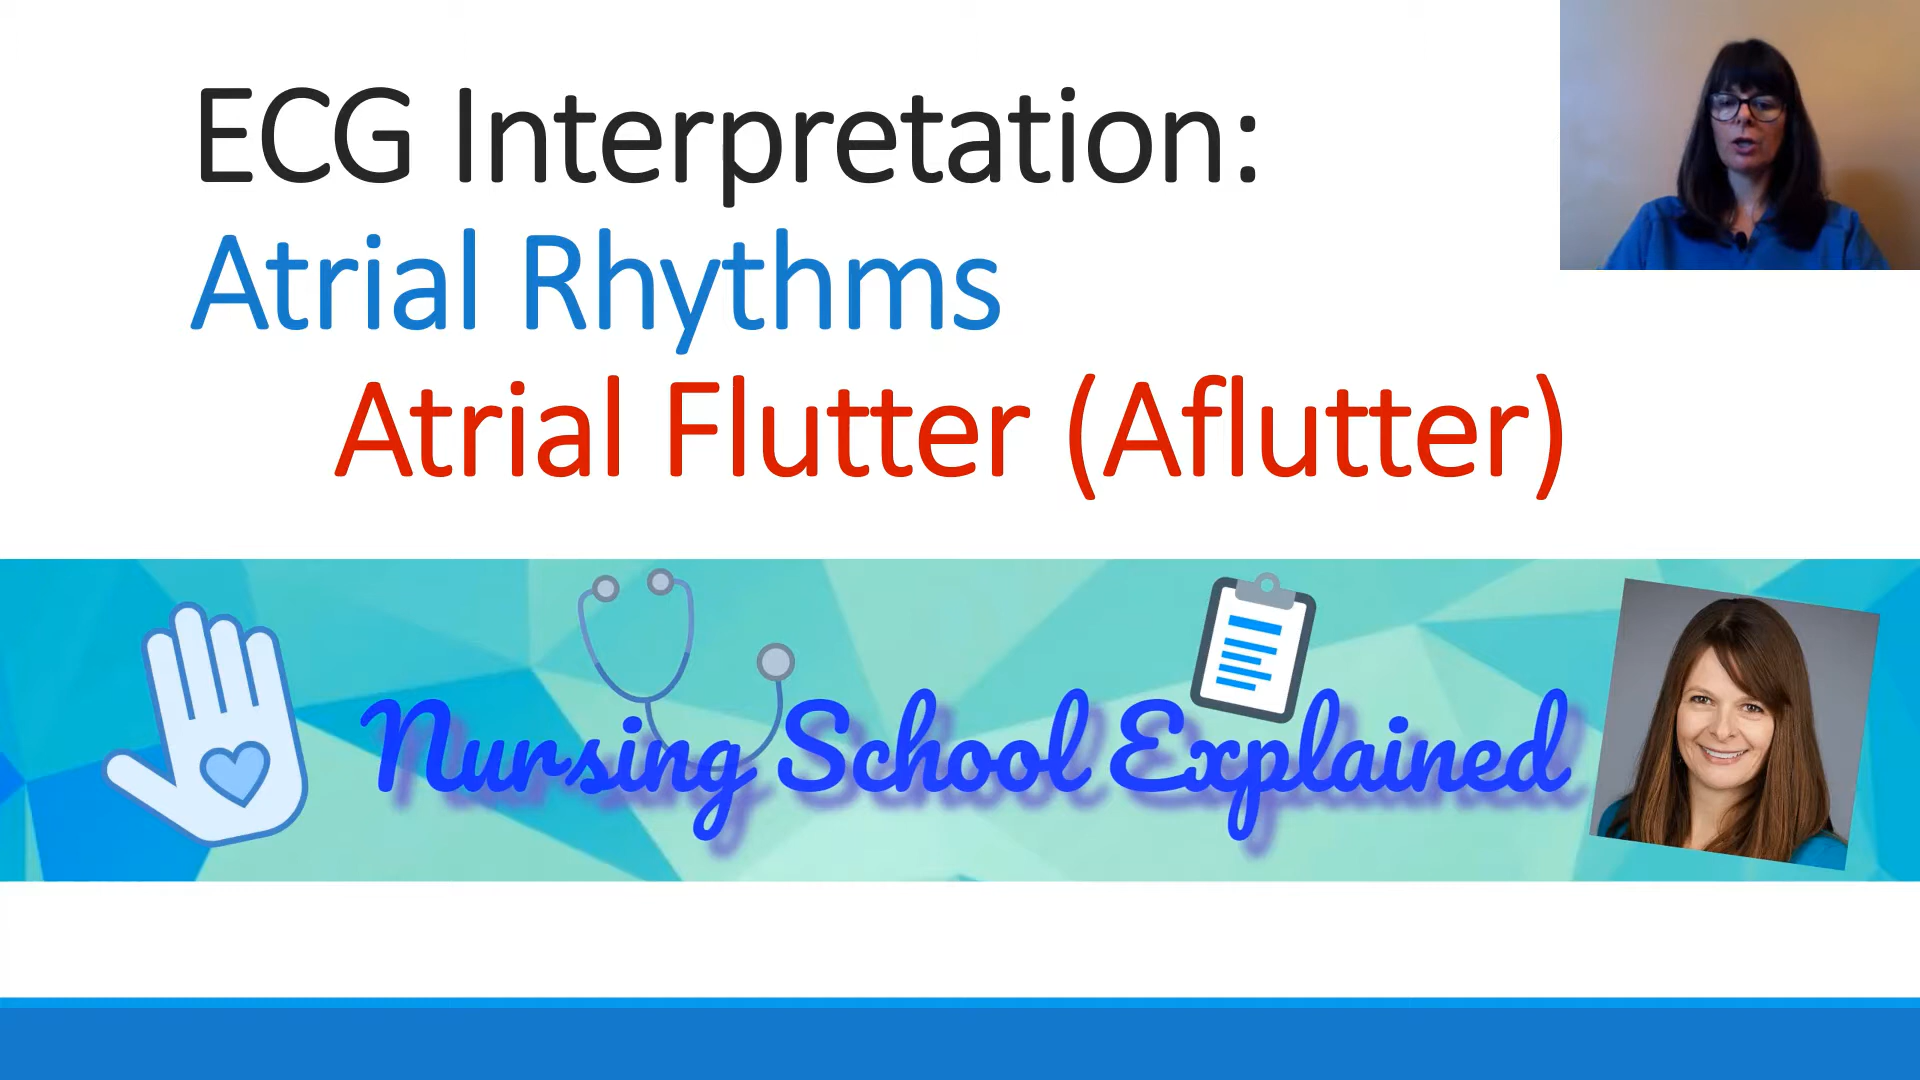 ECG Interpretation:
Atrial Rhythms
Atrial Flutter (Aflutter)
Nursing School Explained